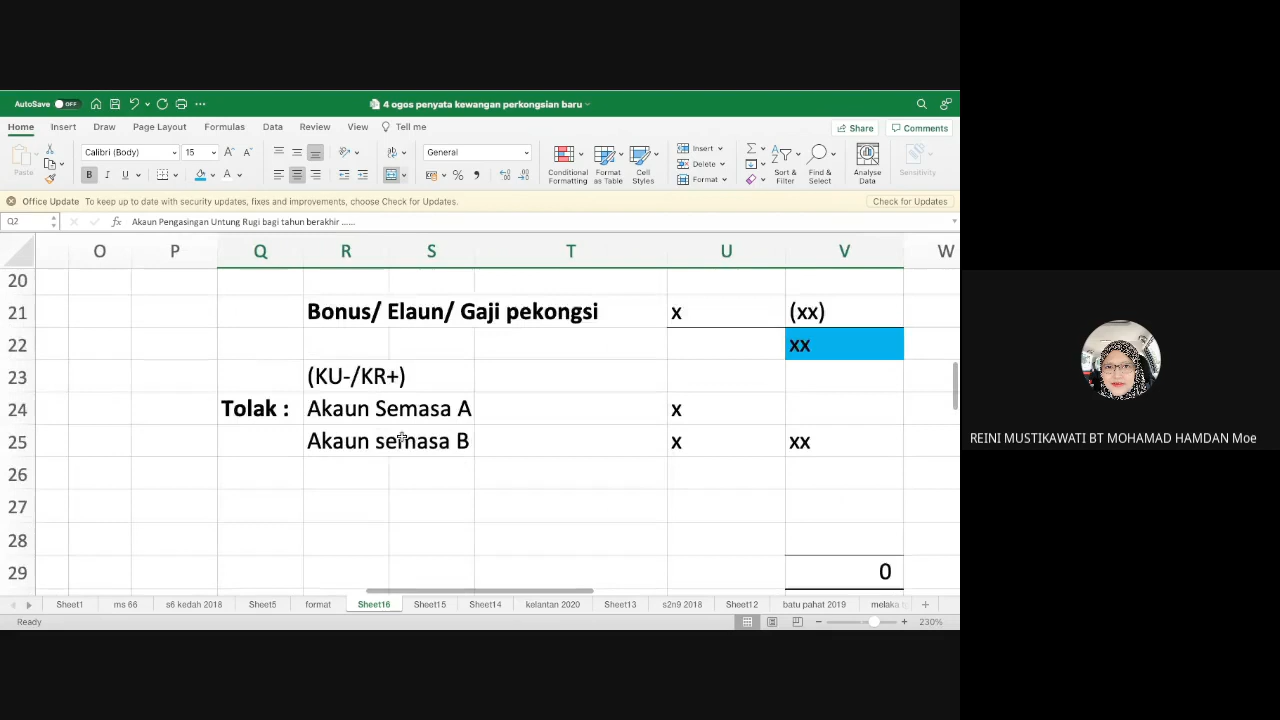 AutoSave OFF
4 ogos penyata kewangan perkongsian baru
Home Insert Draw Page Layout Formulas Data Review View Tell me Share Comments
Paste
Calibri (Body) 15 A A
B I U A
General
% ,
Conditional Formatting
Format as Table
Cell Styles
Insert
Delete
Format
Sort & Filter
Find & Select
Analyse Data
Sensitivity
Office Update To keep up to date with security updates, fixes and improvements, choose Check for Updates. Check for Updates
Q2 fx Akaun Pengasingan Untung Rugi bagi tahun berakhir ......
O P Q R S T U V W
20
21 Bonus/ Elaun/ Gaji pekongsi x (xx)
22 xx
23 (KU-/KR+)
24 Tolak : Akaun Semasa A x
25 Akaun semasa B x xx
26
27
28
29 0
Sheet1 ms 66 s6 kedah 2018 Sheet5 format Sheet16 Sheet15 Sheet14 kelantan 2020 Sheet13 s2n9 2018 Sheet12 batu pahat 2019 melaka
Ready 230%
REINI MUSTIKAWATI BT MOHAMAD HAMDAN Moe